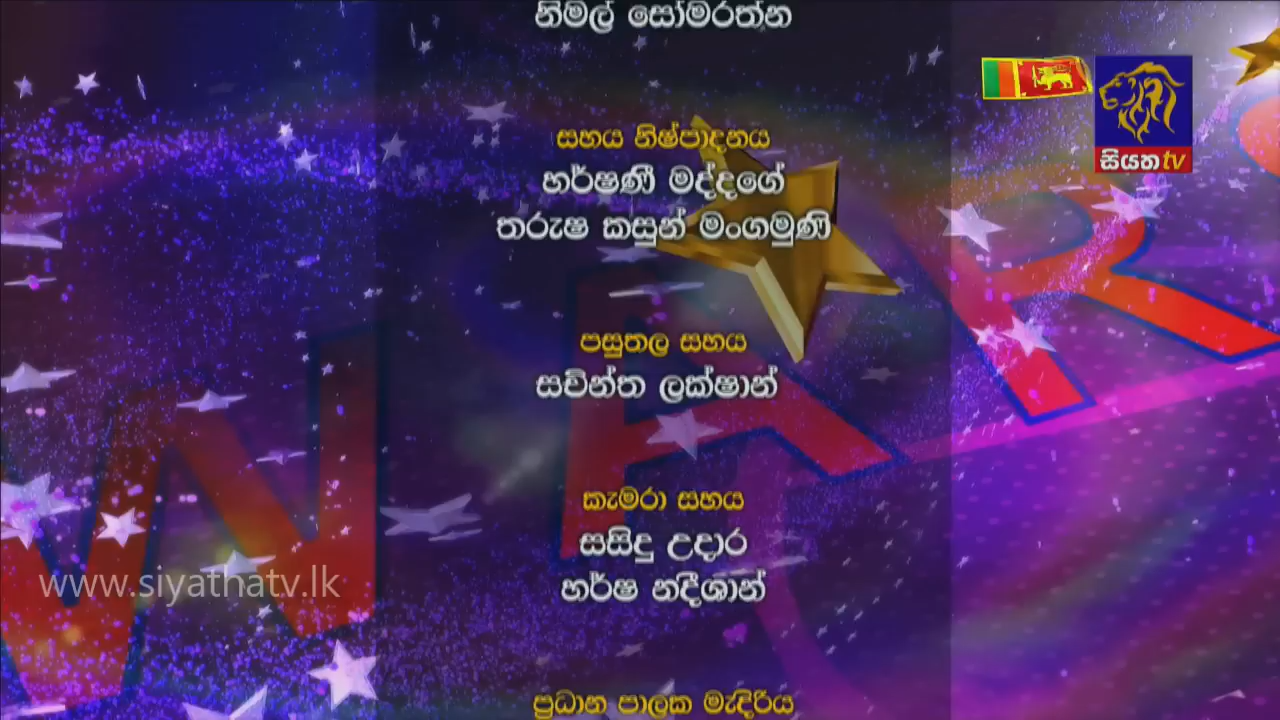 නිමල් සෝමරත්න
සහය නිෂ්පාදනය
හර්ෂණී මද්දගේ
තරුෂ කසුන් මංගමුණි
පසුතල සහය
සචින්ත ලක්ෂාන්
කැමරා සහය
සසිඳු උදාර
හර්ෂ නදීශාන්
ප්‍රධාන පාලක මැදිරිය
සියත tv
www.siyathatv.lk
WAR